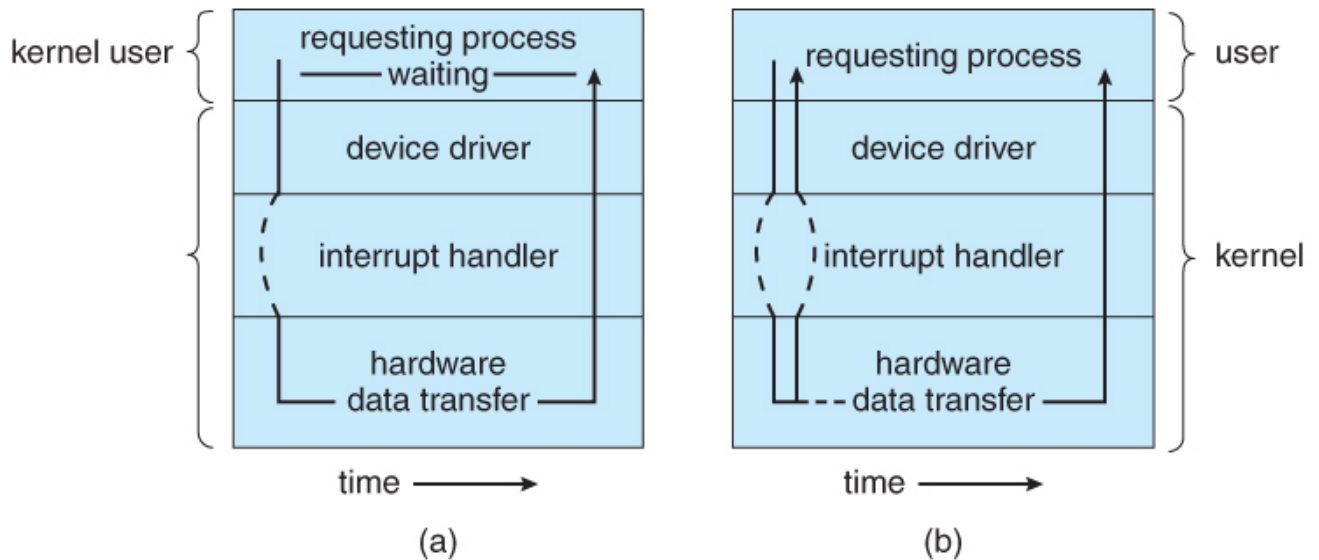 kernel user
requesting process
waiting
device driver
interrupt handler
hardware
data transfer
time
(a)
requesting process
user
device driver
interrupt handler
kernel
hardware
data transfer
time
(b)